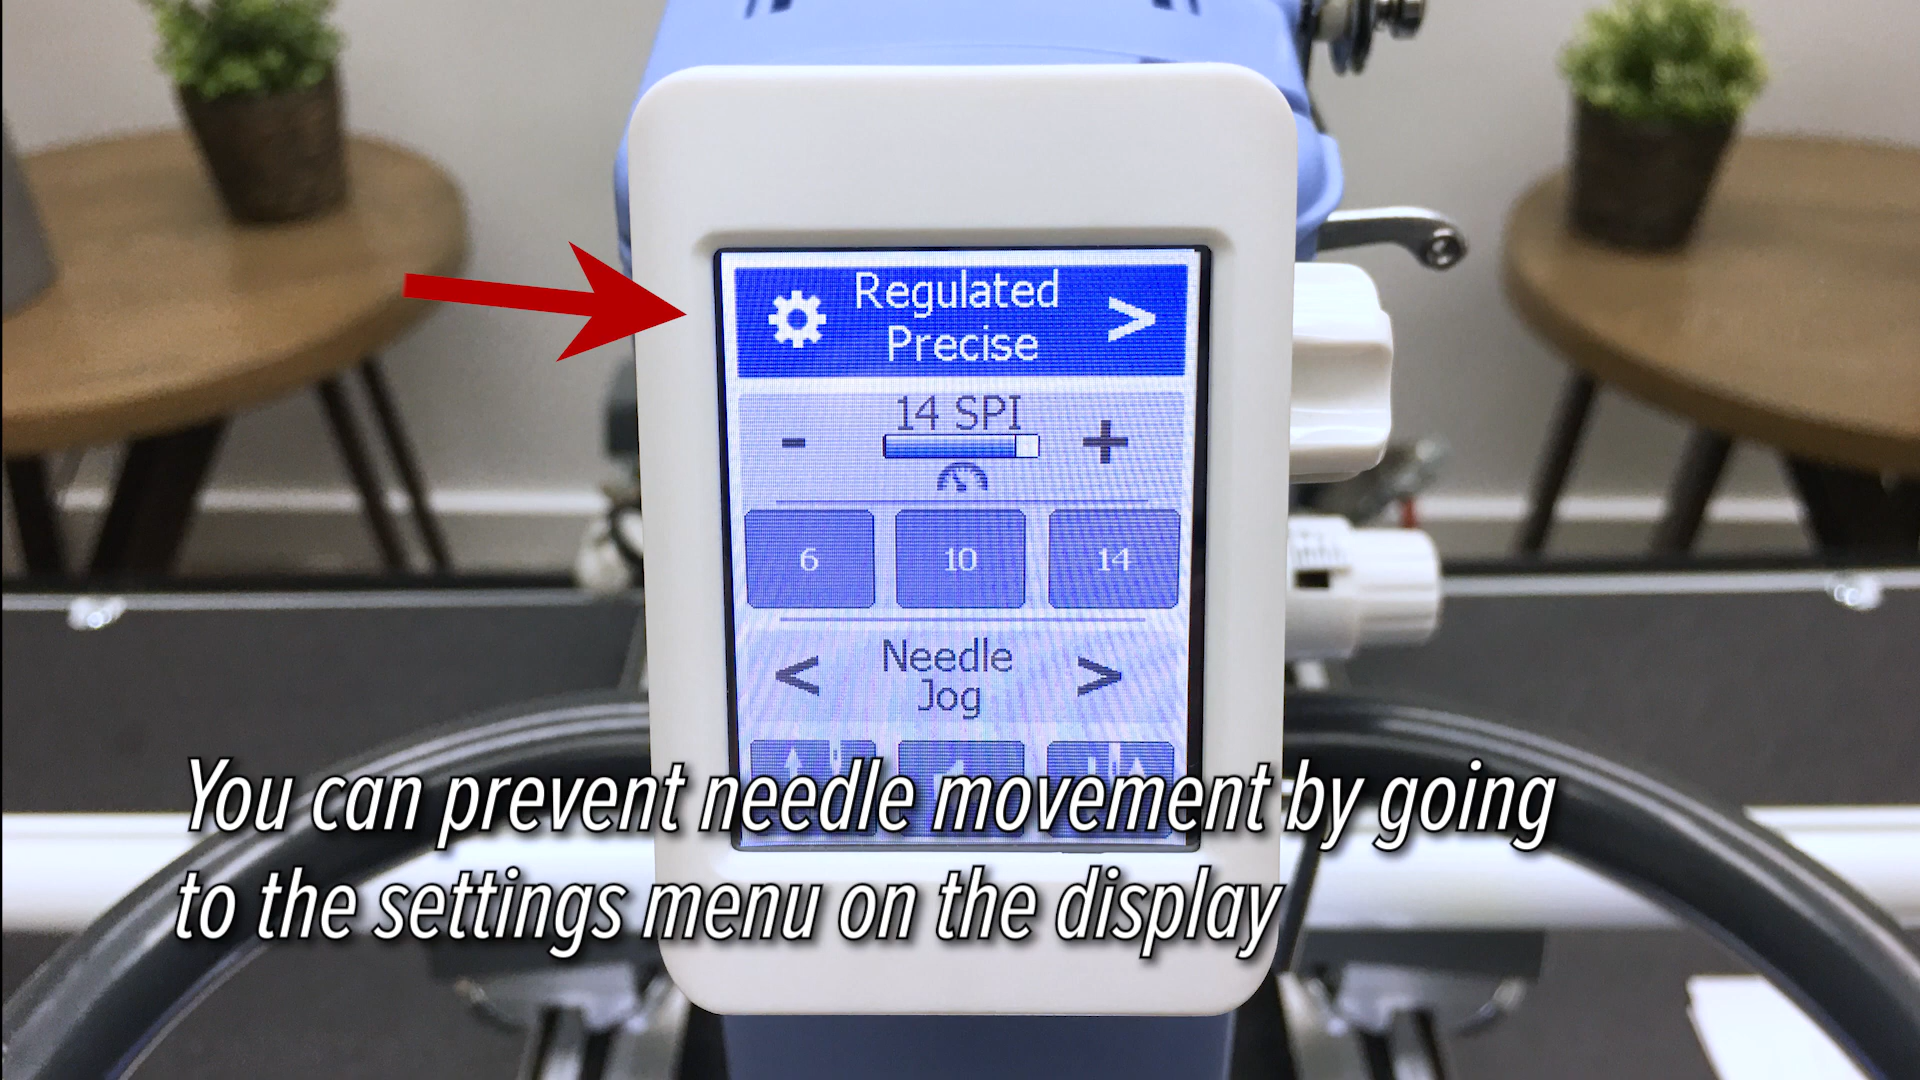 Regulated
Precise
14 SPI
- +
6 10 14
< Needle >
Jog
You can prevent needle movement by going
to the settings menu on the display